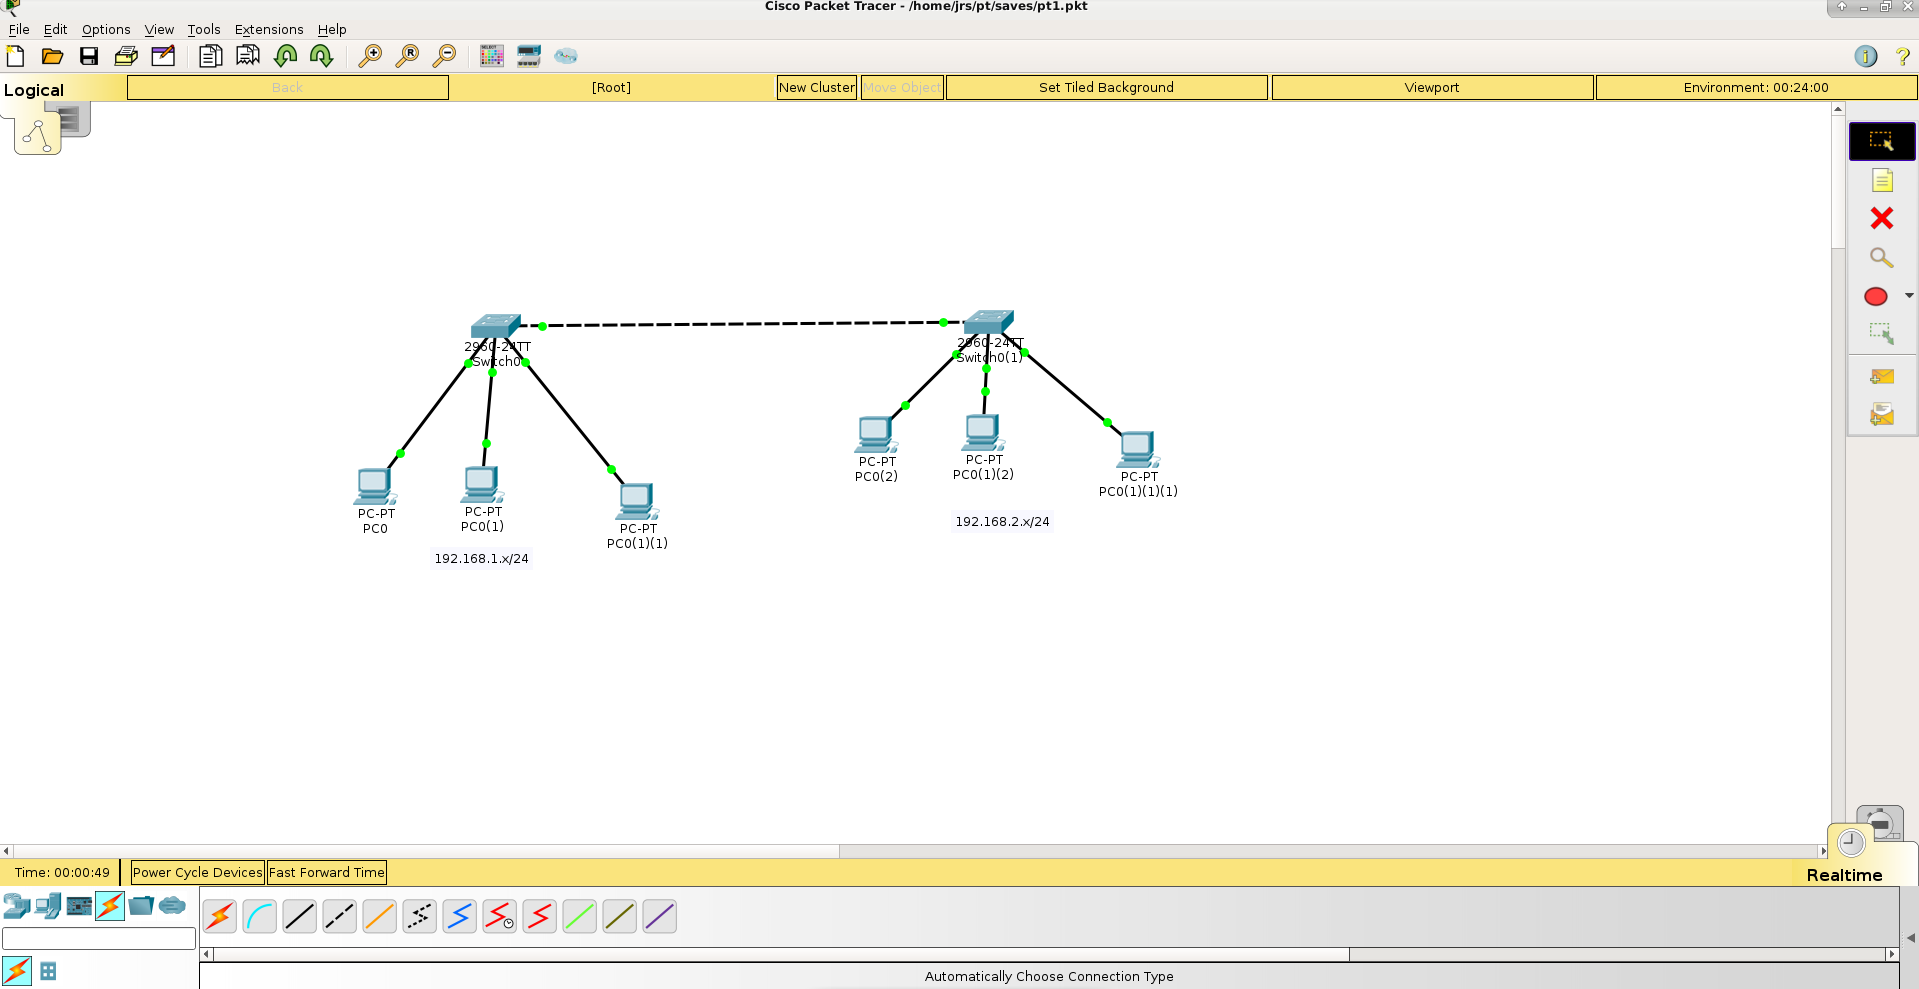 Cisco Packet Tracer - /home/jrs/pt/saves/pt1.pkt
File Edit Options View Tools Extensions Help
Logical
Back
[Root]
New Cluster
Move Object
Set Tiled Background
Viewport
Environment: 00:24:00
2960-24TT
Switch0
2960-24TT
Switch0(1)
PC-PT
PC0
PC-PT
PC0(1)
PC-PT
PC0(1)(1)
192.168.1.x/24
PC-PT
PC0(2)
PC-PT
PC0(1)(2)
PC-PT
PC0(1)(1)(1)
192.168.2.x/24
Time: 00:00:49
Power Cycle Devices
Fast Forward Time
Realtime
Automatically Choose Connection Type